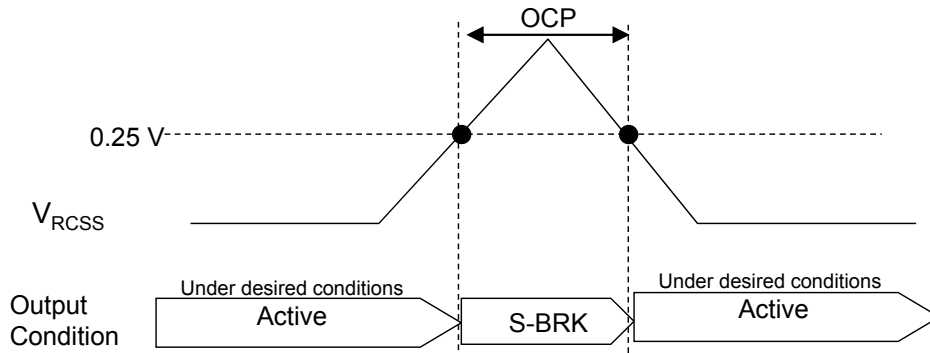 OCP
0.25 V
V_RCSS
Under desired conditions
Under desired conditions
Output
Condition
Active
S-BRK
Active